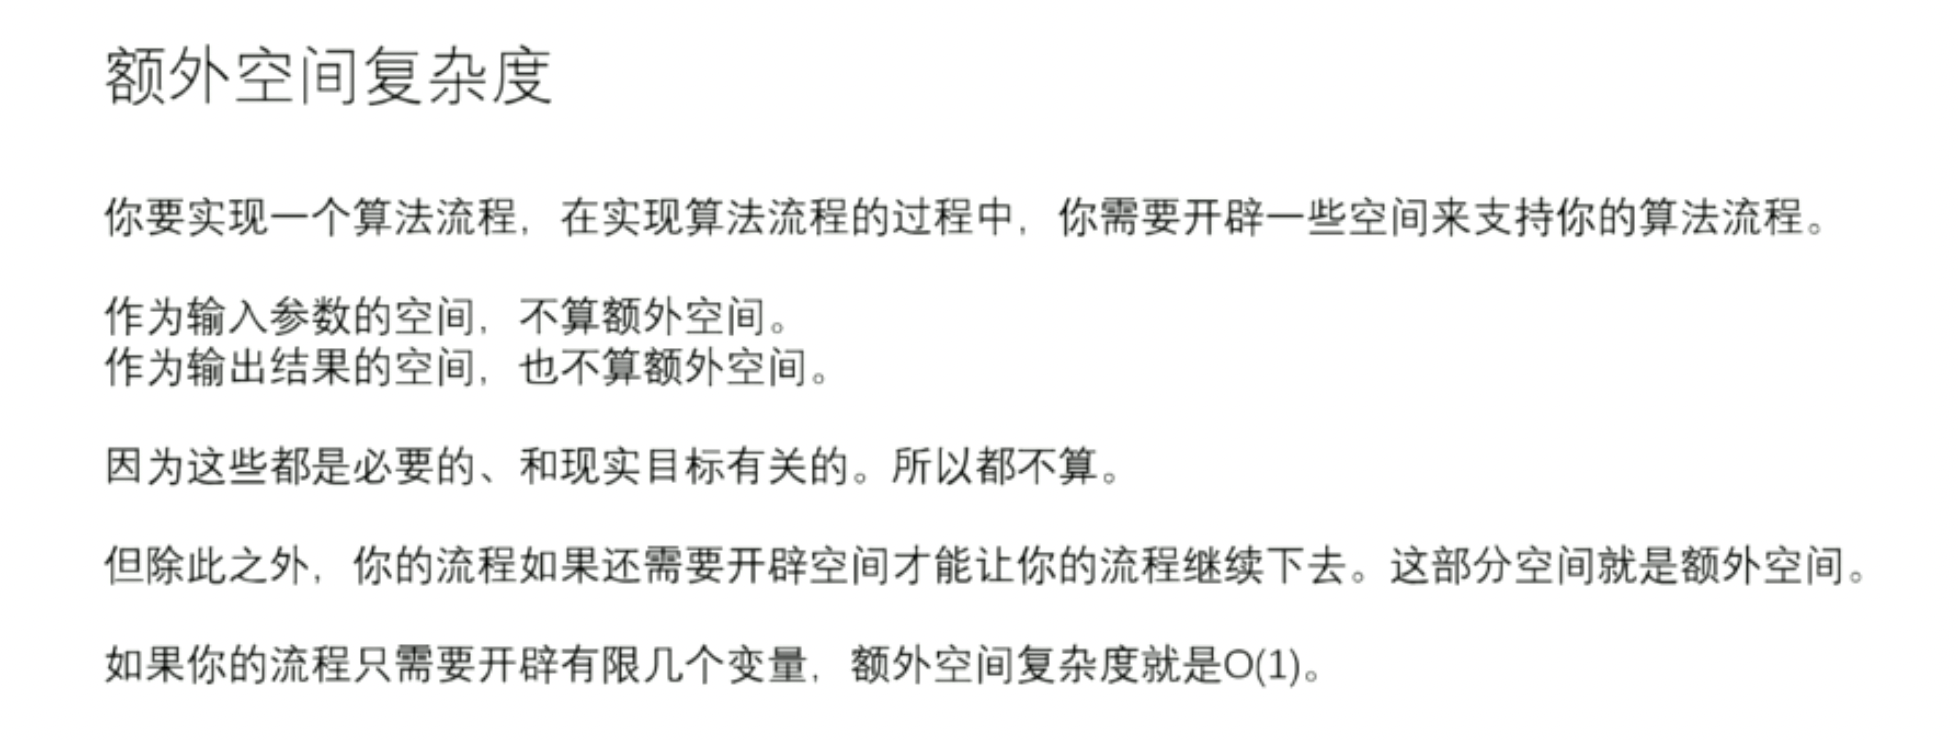 额外空间复杂度
你要实现一个算法流程，在实现算法流程的过程中，你需要开辟一些空间来支持你的算法流程。
作为输入参数的空间，不算额外空间。
作为输出结果的空间，也不算额外空间。
因为这些都是必要的、和现实目标有关的。所以都不算。
但除此之外，你的流程如果还需要开辟空间才能让你的流程继续下去。这部分空间就是额外空间。
如果你的流程只需要开辟有限几个变量，额外空间复杂度就是O(1)。